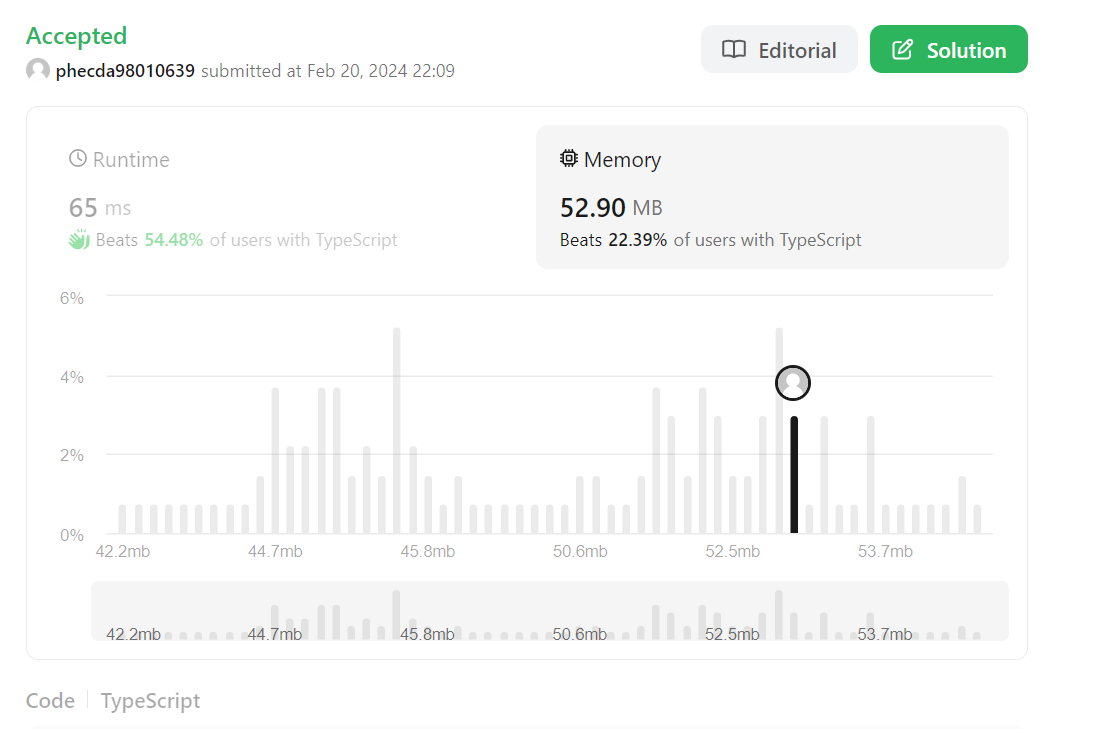 Accepted
phecda98010639 submitted at Feb 20, 2024 22:09
Editorial
Solution
Runtime
65 ms
Beats 54.48% of users with TypeScript
Memory
52.90 MB
Beats 22.39% of users with TypeScript
6%
4%
2%
0%
42.2mb 44.7mb 45.8mb 50.6mb 52.5mb 53.7mb
42.2mb 44.7mb 45.8mb 50.6mb 52.5mb 53.7mb
Code | TypeScript